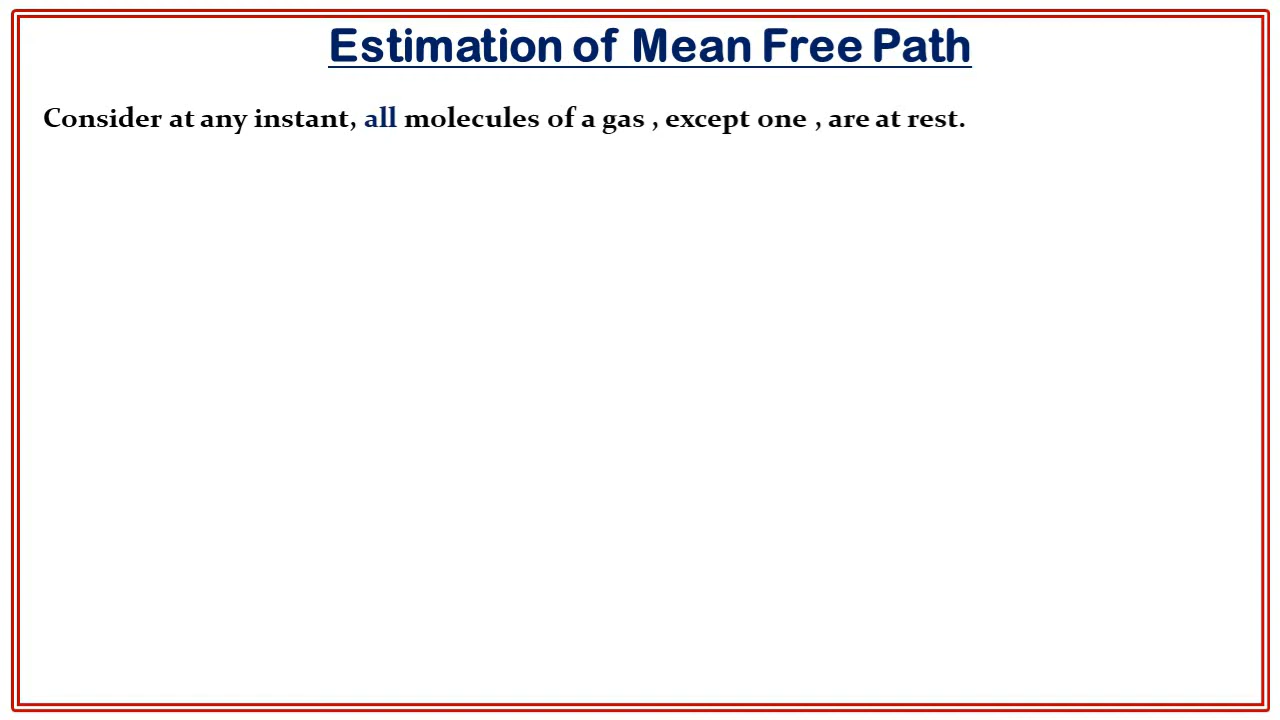 Estimation of Mean Free Path
Consider at any instant, all molecules of a gas , except one , are at rest.